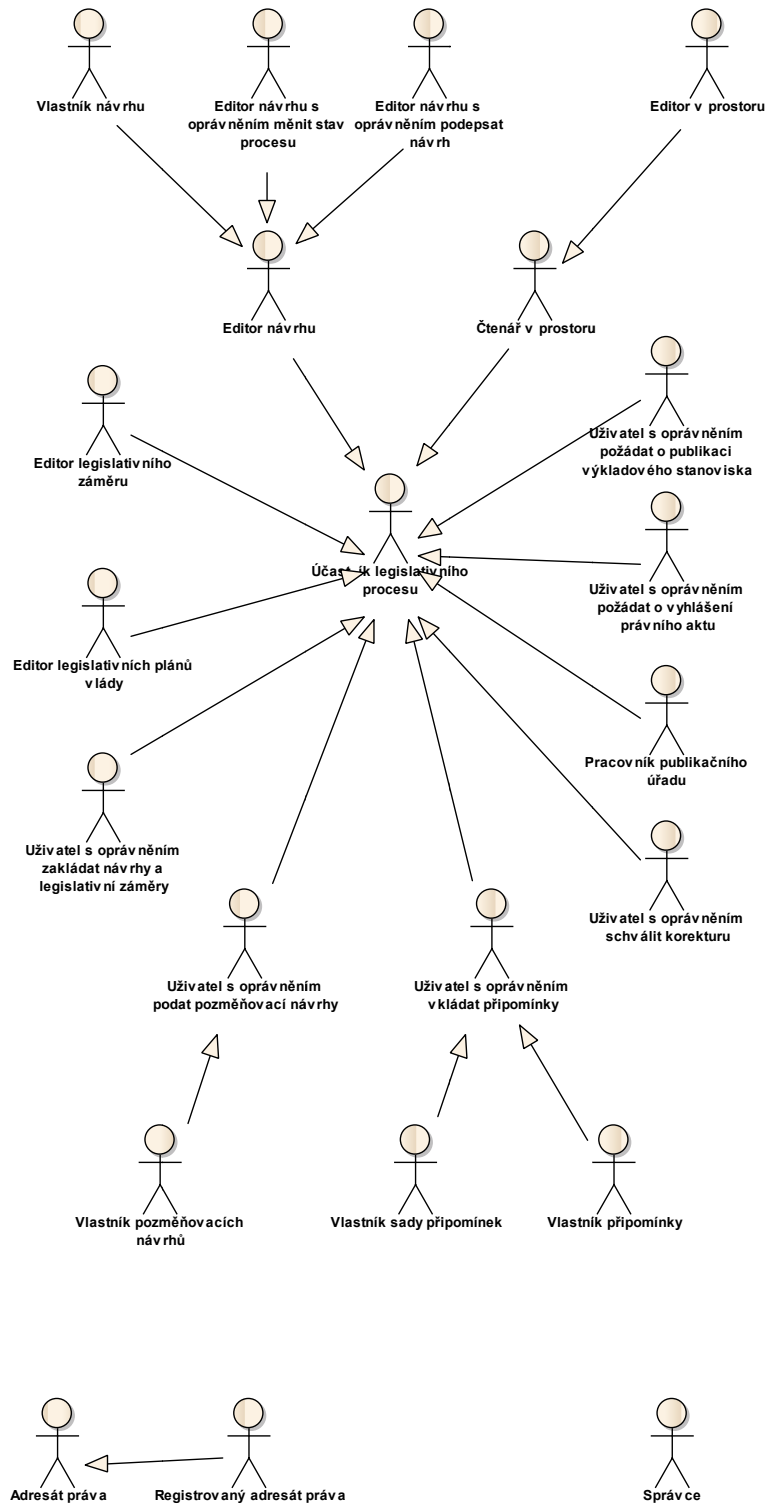 Vlastník návrhu
Editor návrhu s
oprávněním měnit stav
procesu
Editor návrhu s
oprávněním podepsat
návrh
Editor v prostoru
Editor návrhu
Čtenář v prostoru
Editor legislativního
záměru
Uživatel s oprávněním
požádat o publikaci
výkladového stanoviska
Účastník legislativního
procesu
Uživatel s oprávněním
požádat o vyhlášení
právního aktu
Editor legislativních plánů
vlády
Pracovník publikačního
úřadu
Uživatel s oprávněním
zakládat návrhy a
legislativní záměry
Uživatel s oprávněním
schválit korekturu
Uživatel s oprávněním
podat pozměňovací návrhy
Uživatel s oprávněním
vkládat připomínky
Vlastník pozměňovacích
návrhů
Vlastník sady připomínek
Vlastník připomínky
Adresát práva
Registrovaný adresát práva
Správce